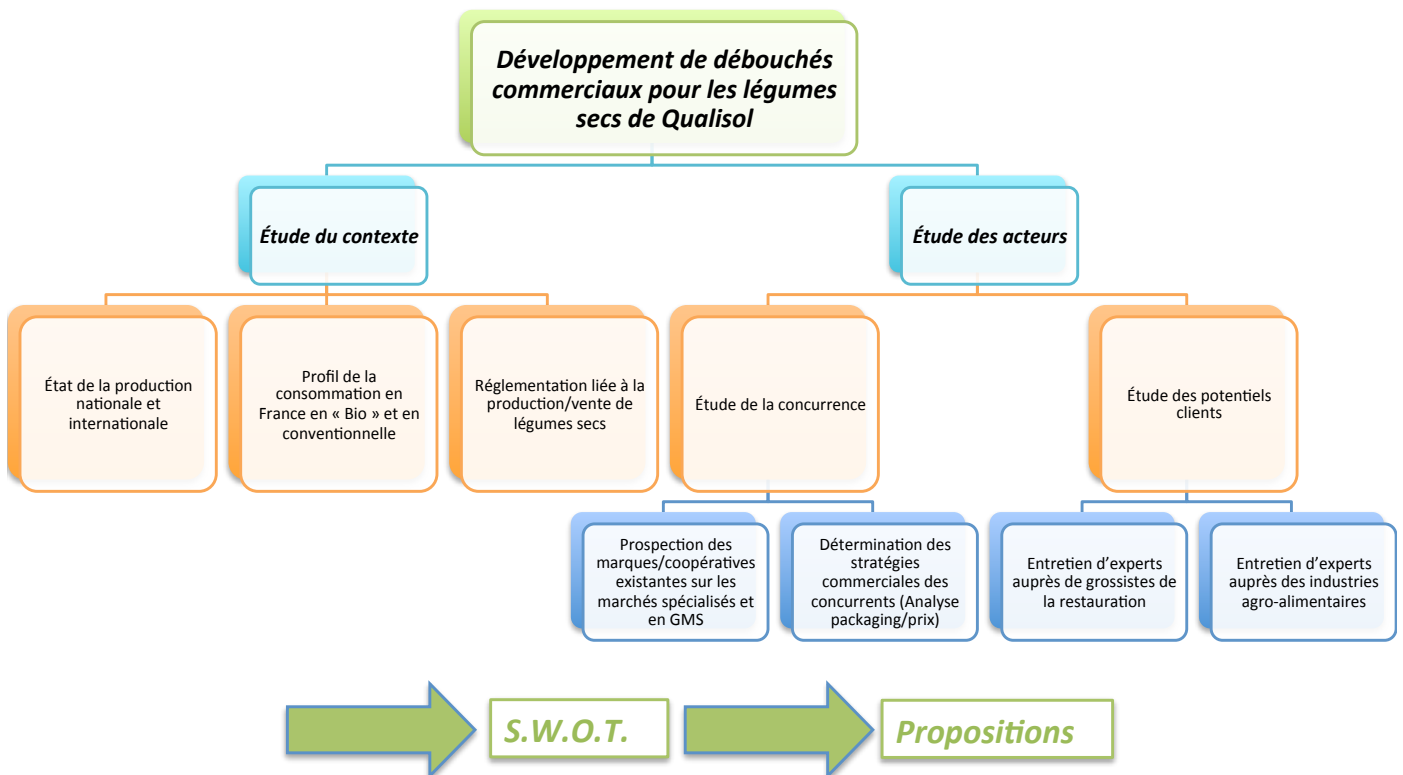 Développement de débouchés
commerciaux pour les légumes
secs de Qualisol
Étude du contexte
Étude des acteurs
État de la production
nationale et
internationale
Profil de la
consommation en
France en « Bio » et en
conventionnelle
Réglementation liée à la
production/vente de
légumes secs
Étude de la concurrence
Étude des potentiels
clients
Prospection des
marques/coopératives
existantes sur les
marchés spécialisés et
en GMS
Détermination des
stratégies
commerciales des
concurrents (Analyse
packaging/prix)
Entretien d’experts
auprès de grossistes de
la restauration
Entretien d’experts
auprès des industries
agro-alimentaires
S.W.O.T.
Propositions